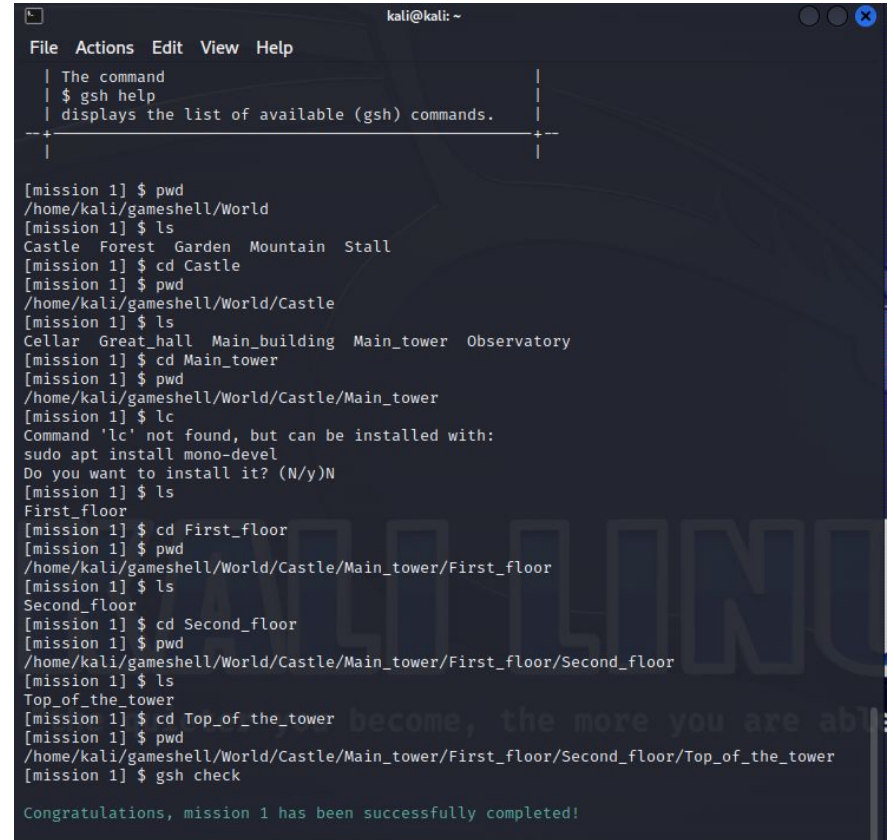 kali@kali: ~
File Actions Edit View Help
| The command |
| $ gsh help |
| displays the list of available (gsh) commands. |
[mission 1] $ pwd
/home/kali/gameshell/World
[mission 1] $ ls
Castle Forest Garden Mountain Stall
[mission 1] $ cd Castle
[mission 1] $ pwd
/home/kali/gameshell/World/Castle
[mission 1] $ ls
Cellar Great_hall Main_building Main_tower Observatory
[mission 1] $ cd Main_tower
[mission 1] $ pwd
/home/kali/gameshell/World/Castle/Main_tower
[mission 1] $ lc
Command 'lc' not found, but can be installed with:
sudo apt install mono-devel
Do you want to install it? (N/y)N
[mission 1] $ ls
First_floor
[mission 1] $ cd First_floor
[mission 1] $ pwd
/home/kali/gameshell/World/Castle/Main_tower/First_floor
[mission 1] $ ls
Second_floor
[mission 1] $ cd Second_floor
[mission 1] $ pwd
/home/kali/gameshell/World/Castle/Main_tower/First_floor/Second_floor
[mission 1] $ ls
Top_of_the_tower
[mission 1] $ cd Top_of_the_tower
[mission 1] $ pwd
/home/kali/gameshell/World/Castle/Main_tower/First_floor/Second_floor/Top_of_the_tower
[mission 1] $ gsh check
Congratulations, mission 1 has been successfully completed!
KALI LINU
become, the more you are abl